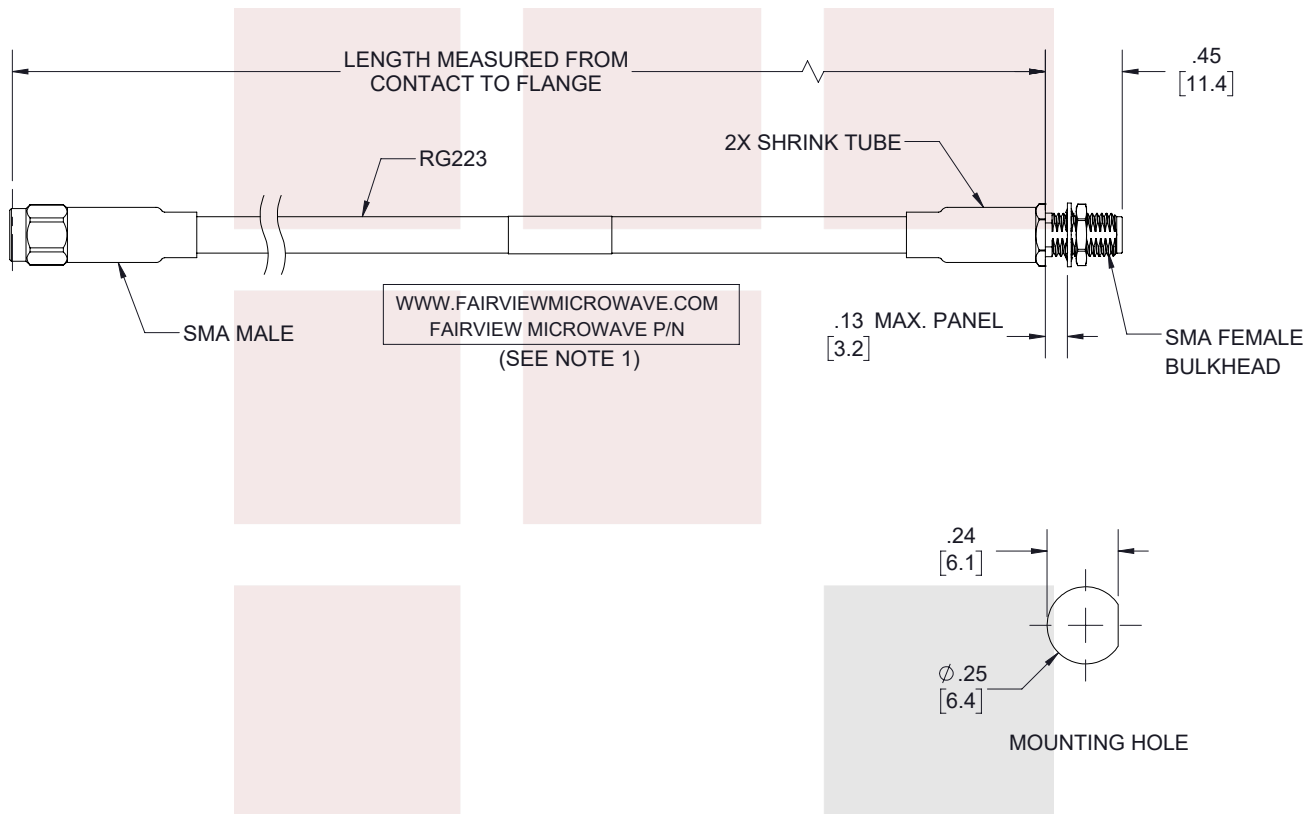 LENGTH MEASURED FROM
CONTACT TO FLANGE
.45
[11.4]
RG223
2X SHRINK TUBE
SMA MALE
WWW.FAIRVIEWMICROWAVE.COM
FAIRVIEW MICROWAVE P/N
(SEE NOTE 1)
.13 MAX. PANEL
[3.2]
SMA FEMALE
BULKHEAD
.24
[6.1]
∅.25
[6.4]
MOUNTING HOLE